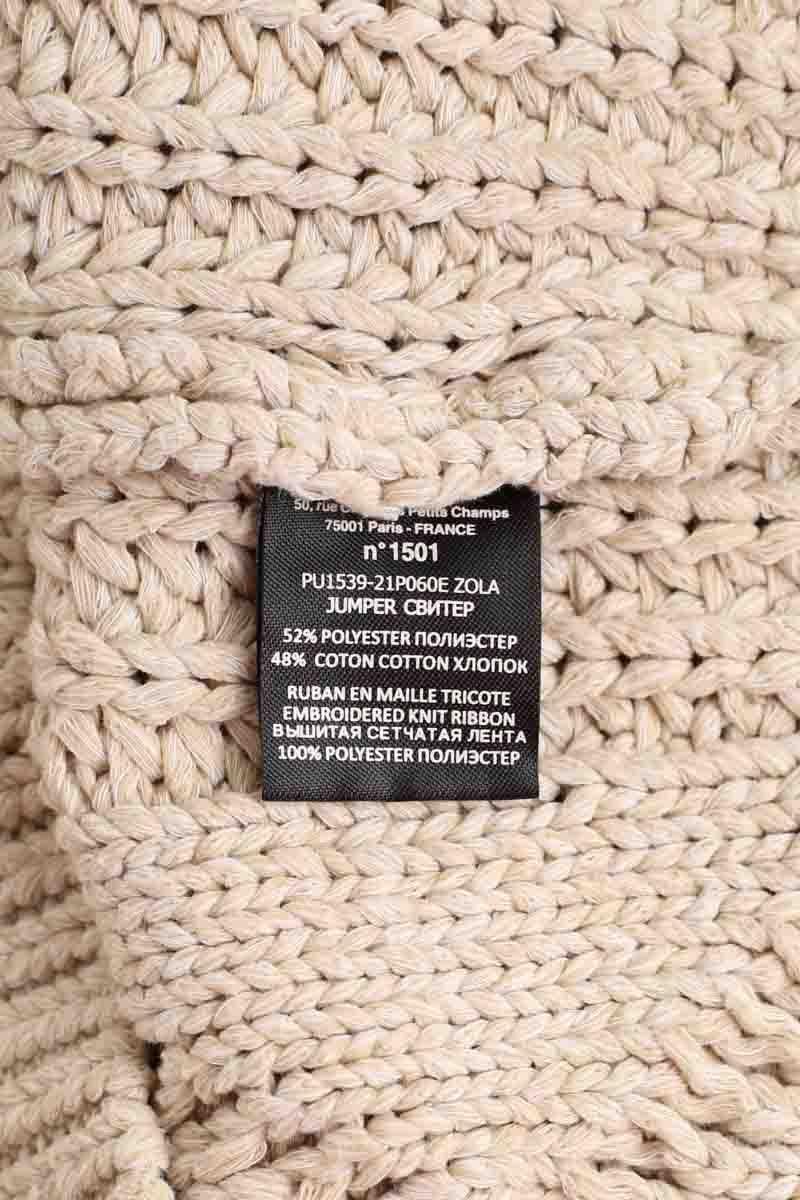 50, rue Petits Champs
75001 Paris - FRANCE
n°1501
PU1539-21P060E ZOLA
JUMPER СВИТЕР
52% POLYESTER ПОЛИЭСТЕР
48% COTON COTTON ХЛОПОК
RUBAN EN MAILLE TRICOTE
EMBROIDERED KNIT RIBBON
ВЫШИТАЯ СЕТЧАТАЯ ЛЕНТА
100% POLYESTER ПОЛИЭСТЕР